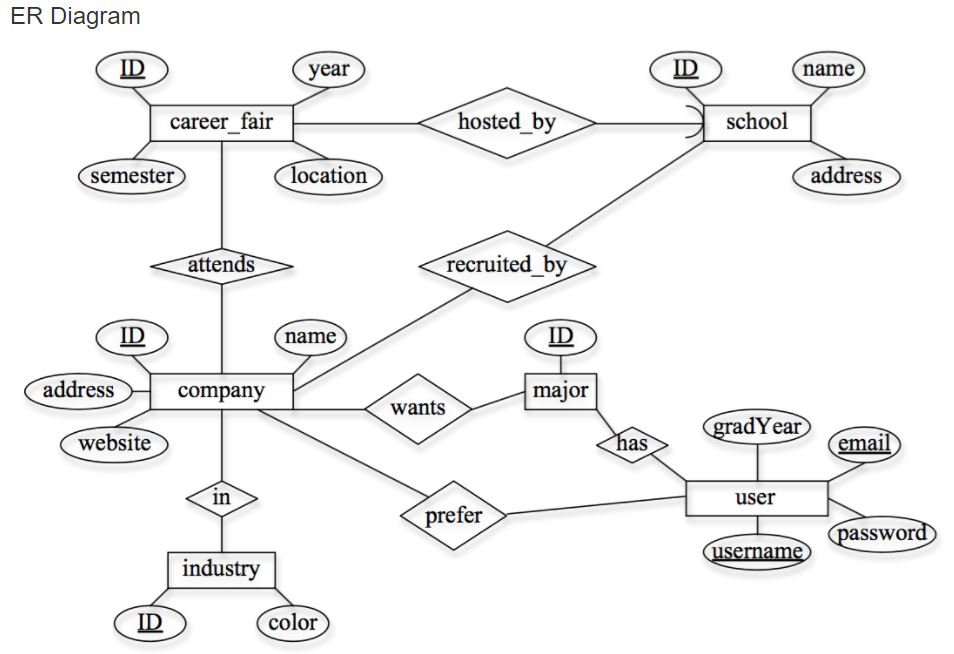 ER Diagram
ID
year
ID
name
career_fair
hosted_by
school
semester
location
address
attends
recruited_by
ID
name
ID
address
company
major
wants
website
gradYear
has
email
in
prefer
user
password
username
industry
ID
color